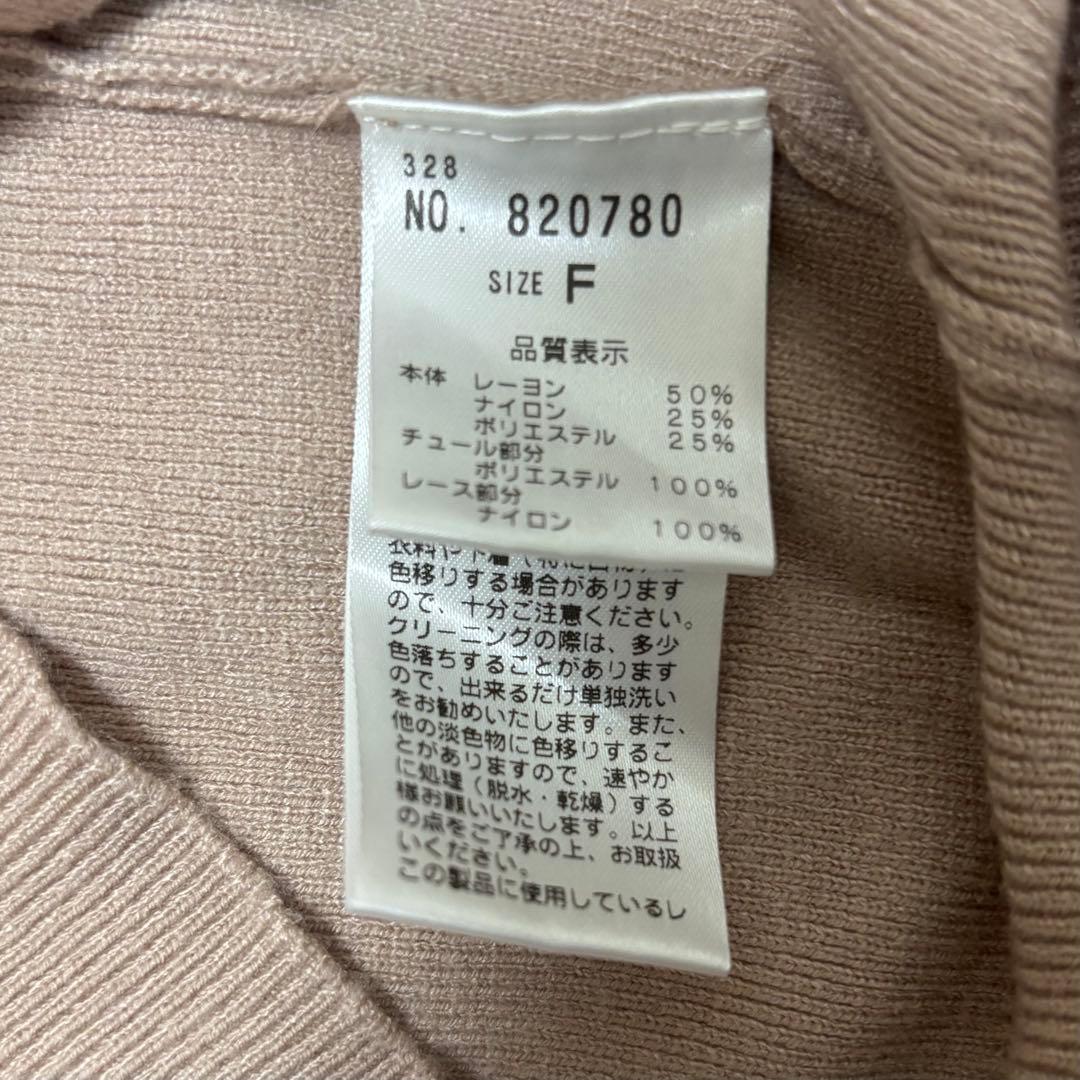 328
NO. 820780
SIZE F
品質表示
本体 レーヨン 50%
ナイロン 25%
ポリエステル 25%
チュール部分
ポリエステル 100%
レース部分
ナイロン 100%
色移りする場合があります
ので、十分ご注意ください。
クリーニングの際は、多少
色落ちすることがあります
ので、出来るだけ単独洗い
をお勧めいたします。また、
他の淡色物に色移りするこ
とがありますので、速やか
に処理(脱水・乾燥)する
様お願いいたします。以上
の点をご了承の上、お取扱
いください。
この製品に使用しているレ